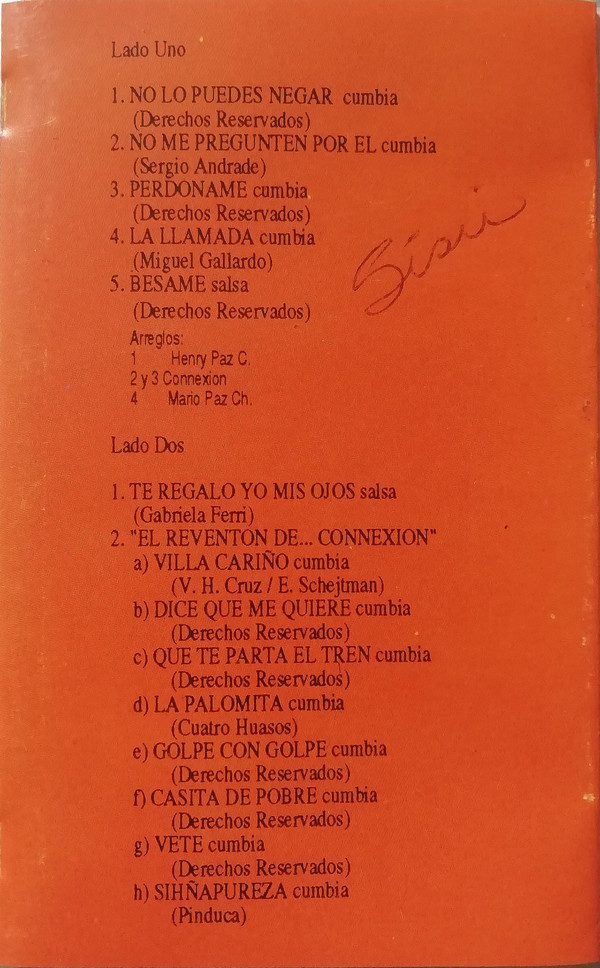 Lado Uno
1. NO LO PUEDES NEGAR cumbia
(Derechos Reservados)
2. NO ME PREGUNTEN POR EL cumbia
(Sergio Andrade)
3. PERDONAME cumbia
(Derechos Reservados)
4. LA LLAMADA cumbia
(Miguel Gallardo)
5. BESAME salsa
(Derechos Reservados)
Arreglos:
1 Henry Paz C.
2 y 3 Connexion
4 Mario Paz Ch.
Lado Dos
1. TE REGALO YO MIS OJOS salsa
(Gabriela Ferri)
2. "EL REVENTON DE... CONNEXION"
a) VILLA CARIÑO cumbia
(V. H. Cruz / E. Schejtman)
b) DICE QUE ME QUIERE cumbia
(Derechos Reservados)
c) QUE TE PARTA EL TREN cumbia
(Derechos Reservados)
d) LA PALOMITA cumbia
(Cuatro Huasos)
e) GOLPE CON GOLPE cumbia
(Derechos Reservados)
f) CASITA DE POBRE cumbia
(Derechos Reservados)
g) VETE cumbia
(Derechos Reservados)
h) SIHÑAPUREZA cumbia
(Pinduca)